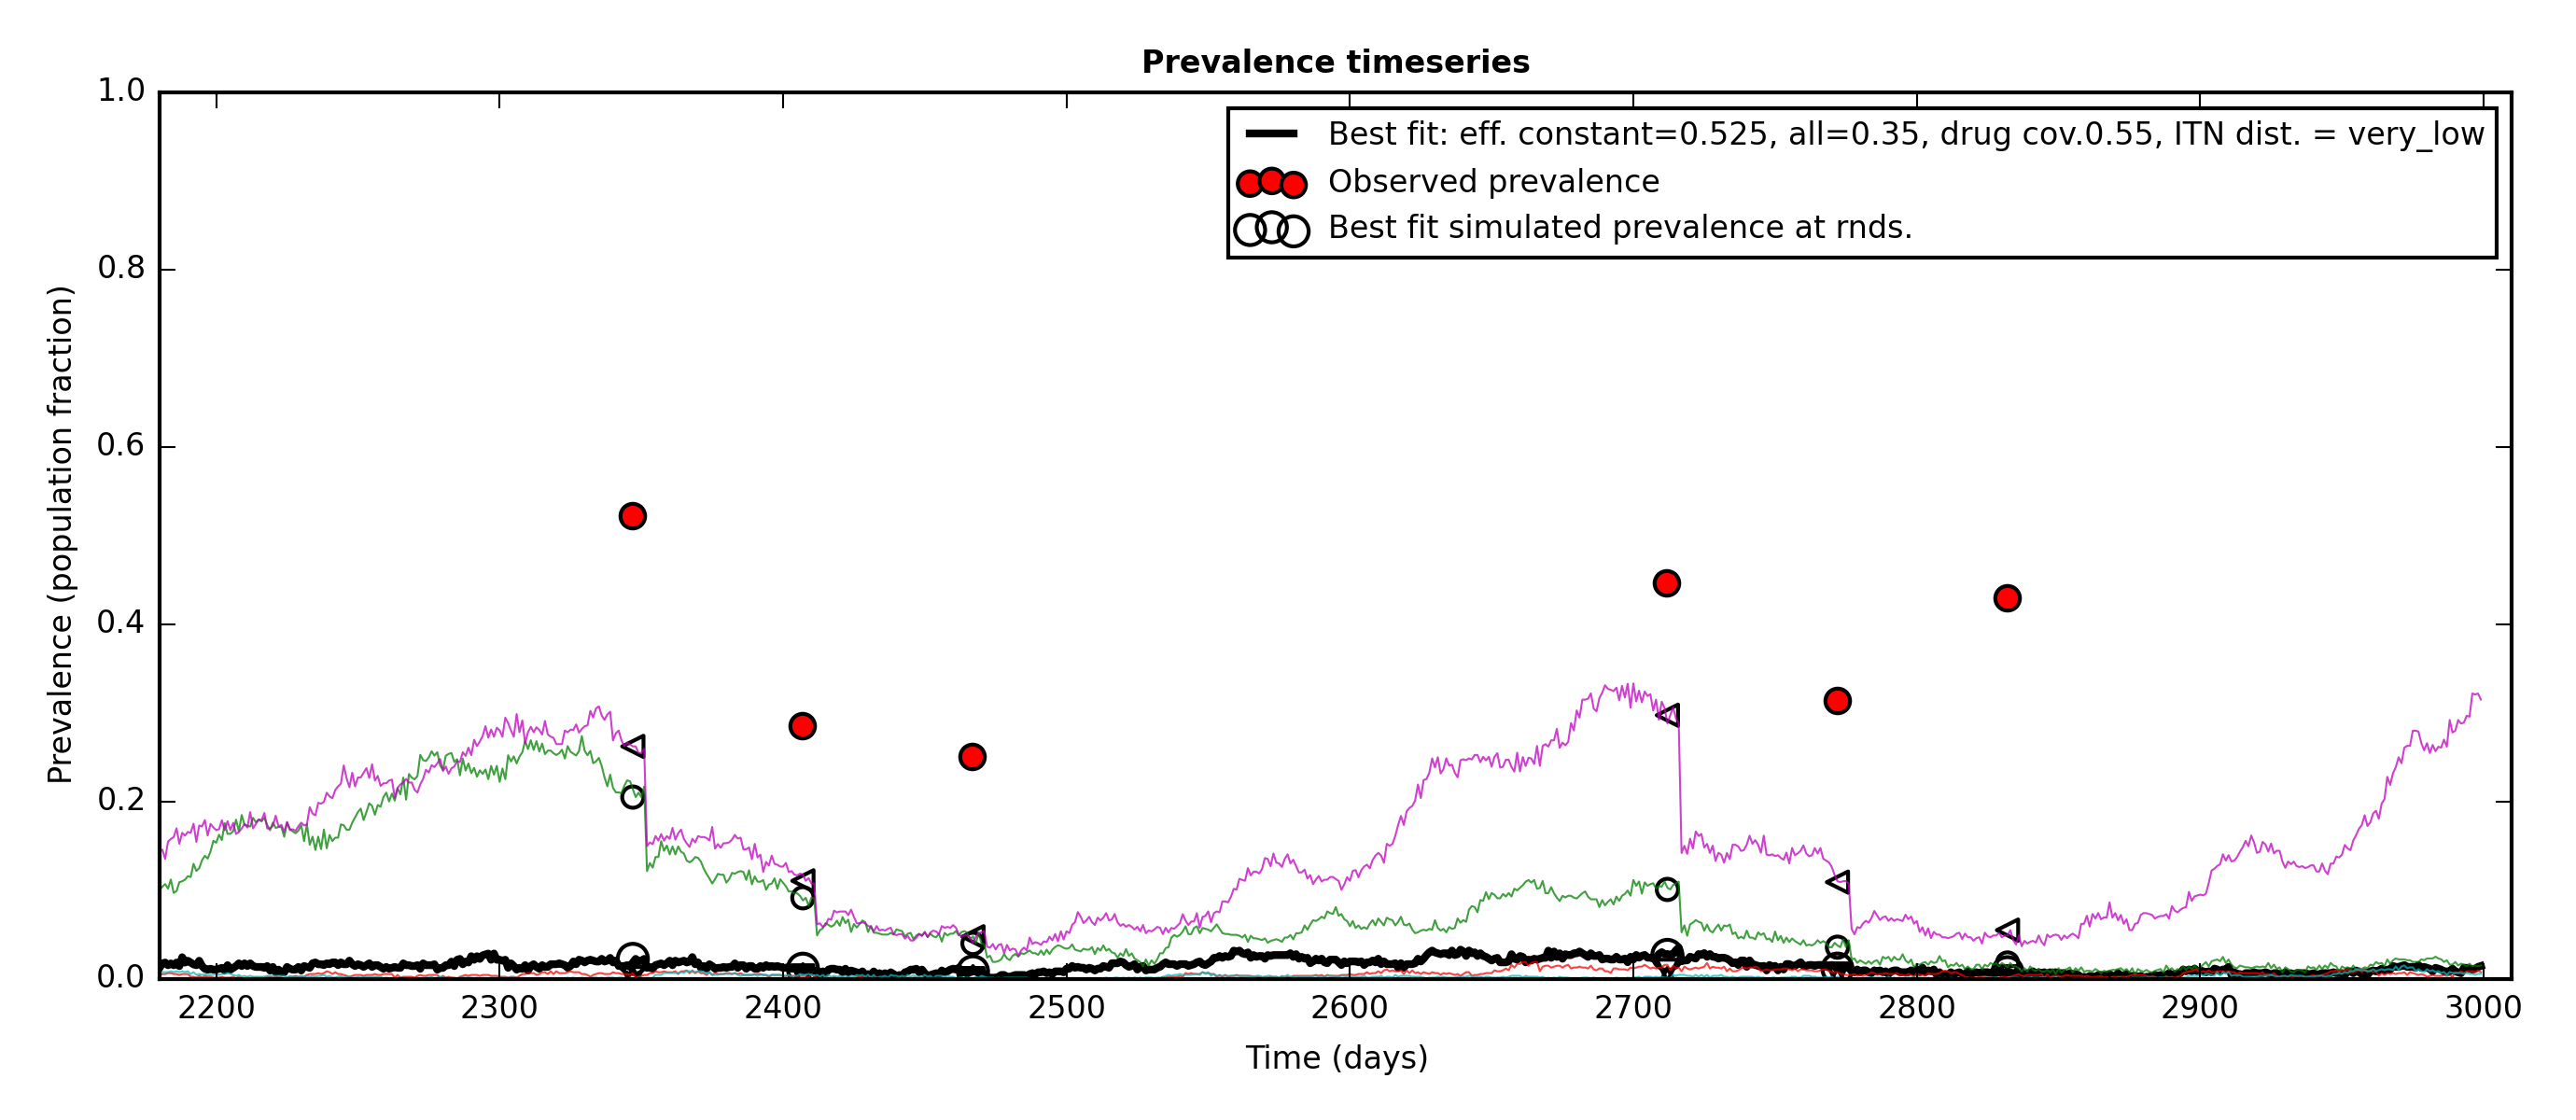 Prevalence timeseries
1.0
0.8
0.6
0.4
0.2
0.0
Prevalence (population fraction)
Best fit: eff. constant=0.525, all=0.35, drug cov.0.55, ITN dist. = very_low
Observed prevalence
Best fit simulated prevalence at rnds.
2200 2300 2400 2500 2600 2700 2800 2900 3000
Time (days)